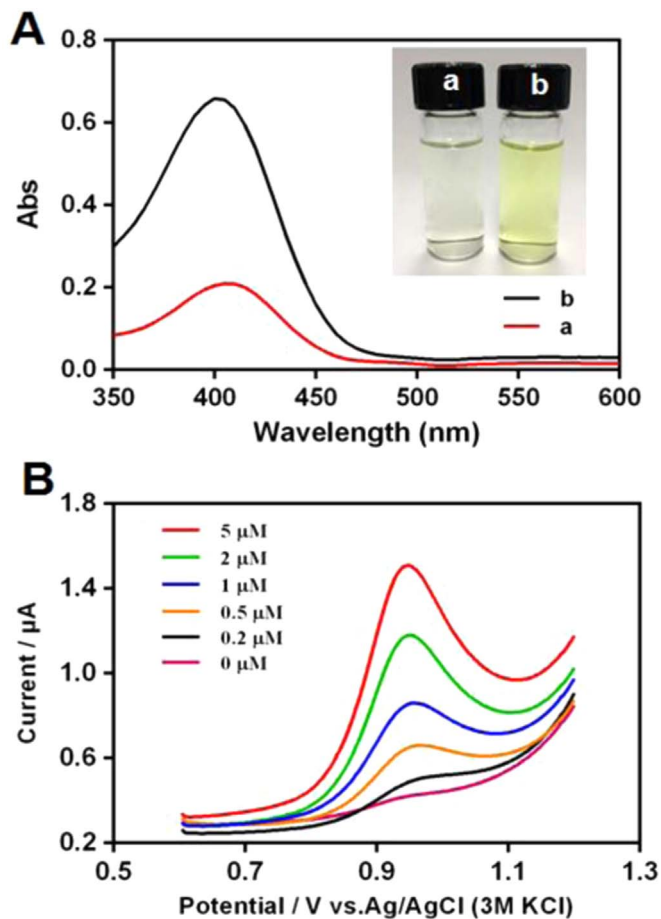 A
0.8
0.6
0.4
0.2
0.0
Abs
350
400
450
500
550
600
Wavelength (nm)
a
b
b
a
B
1.8
1.4
1.0
0.6
0.2
Current / μA
5 μM
2 μM
1 μM
0.5 μM
0.2 μM
0 μM
0.5
0.7
0.9
1.1
1.3
Potential / V vs.Ag/AgCl (3M KCl)